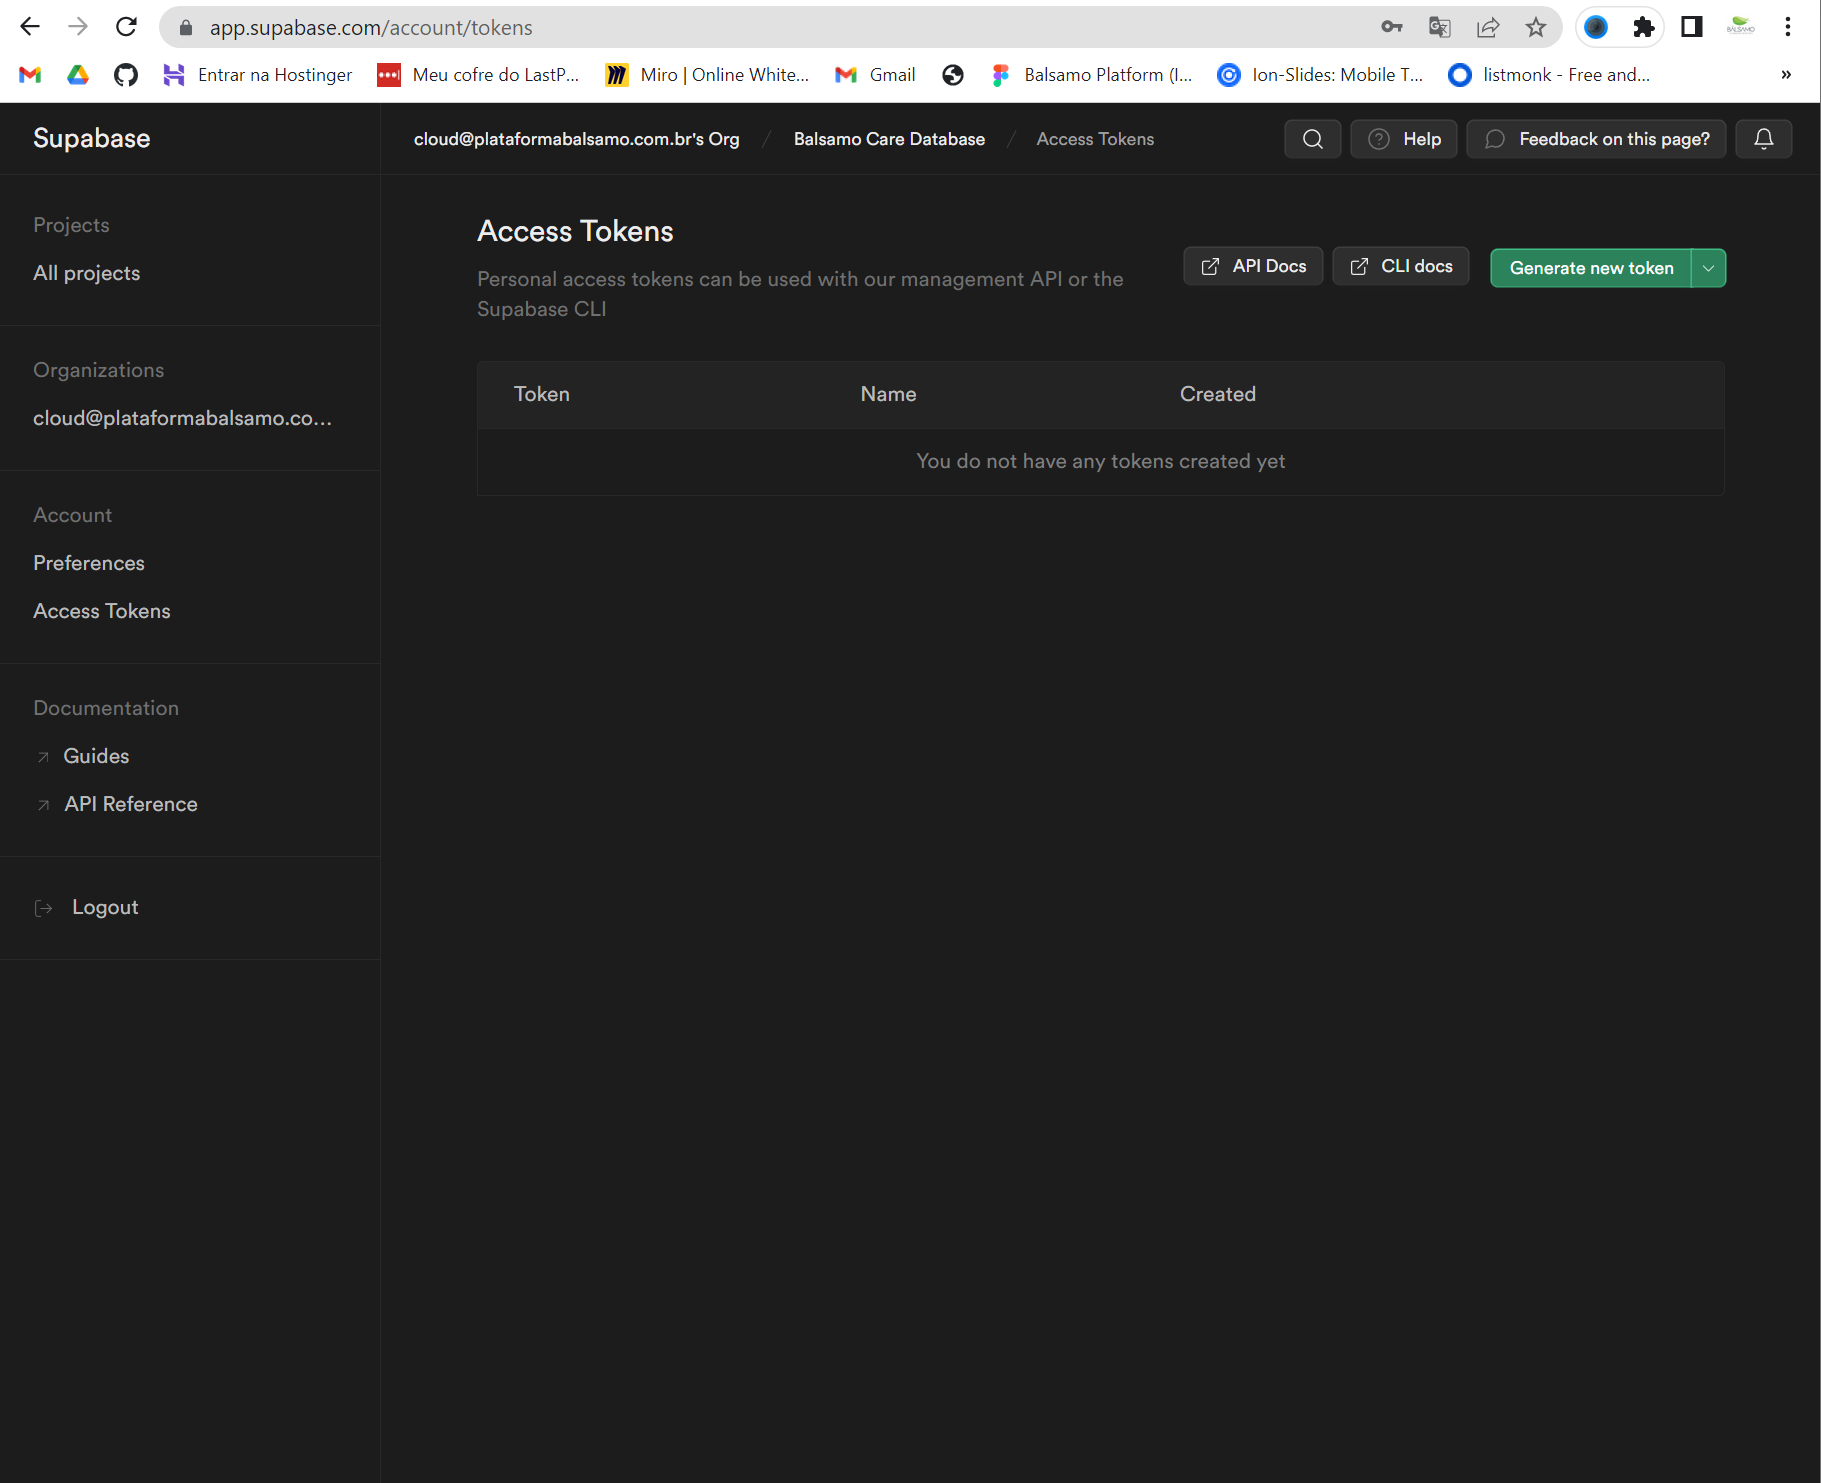 app.supabase.com/account/tokens
Entrar na Hostinger
Meu cofre do LastP...
Miro | Online White...
Gmail
Balsamo Platform (I...
Ion-Slides: Mobile T...
listmonk - Free and...
»
Supabase
cloud@plataformabalsamo.com.br's Org / Balsamo Care Database / Access Tokens
Help
Feedback on this page?
Projects
All projects
Organizations
cloud@plataformabalsamo.co...
Account
Preferences
Access Tokens
Documentation
Guides
API Reference
Logout
Access Tokens
Personal access tokens can be used with our management API or the
Supabase CLI
API Docs
CLI docs
Generate new token
Token Name Created
You do not have any tokens created yet